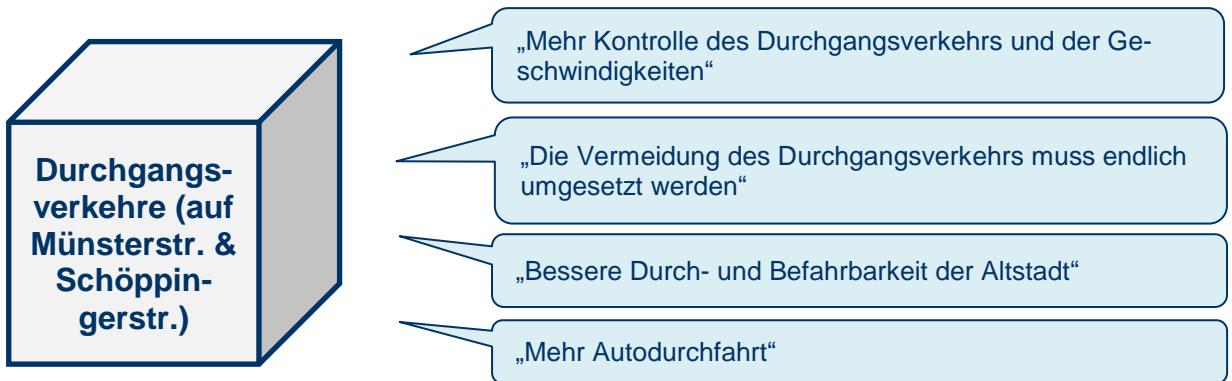 Durchgangs-
verkehre (auf
Münsterstr. &
Schöppin-
gerstr.)
„Mehr Kontrolle des Durchgangsverkehrs und der Ge-
schwindigkeiten“
„Die Vermeidung des Durchgangsverkehrs muss endlich
umgesetzt werden“
„Bessere Durch- und Befahrbarkeit der Altstadt“
„Mehr Autodurchfahrt“